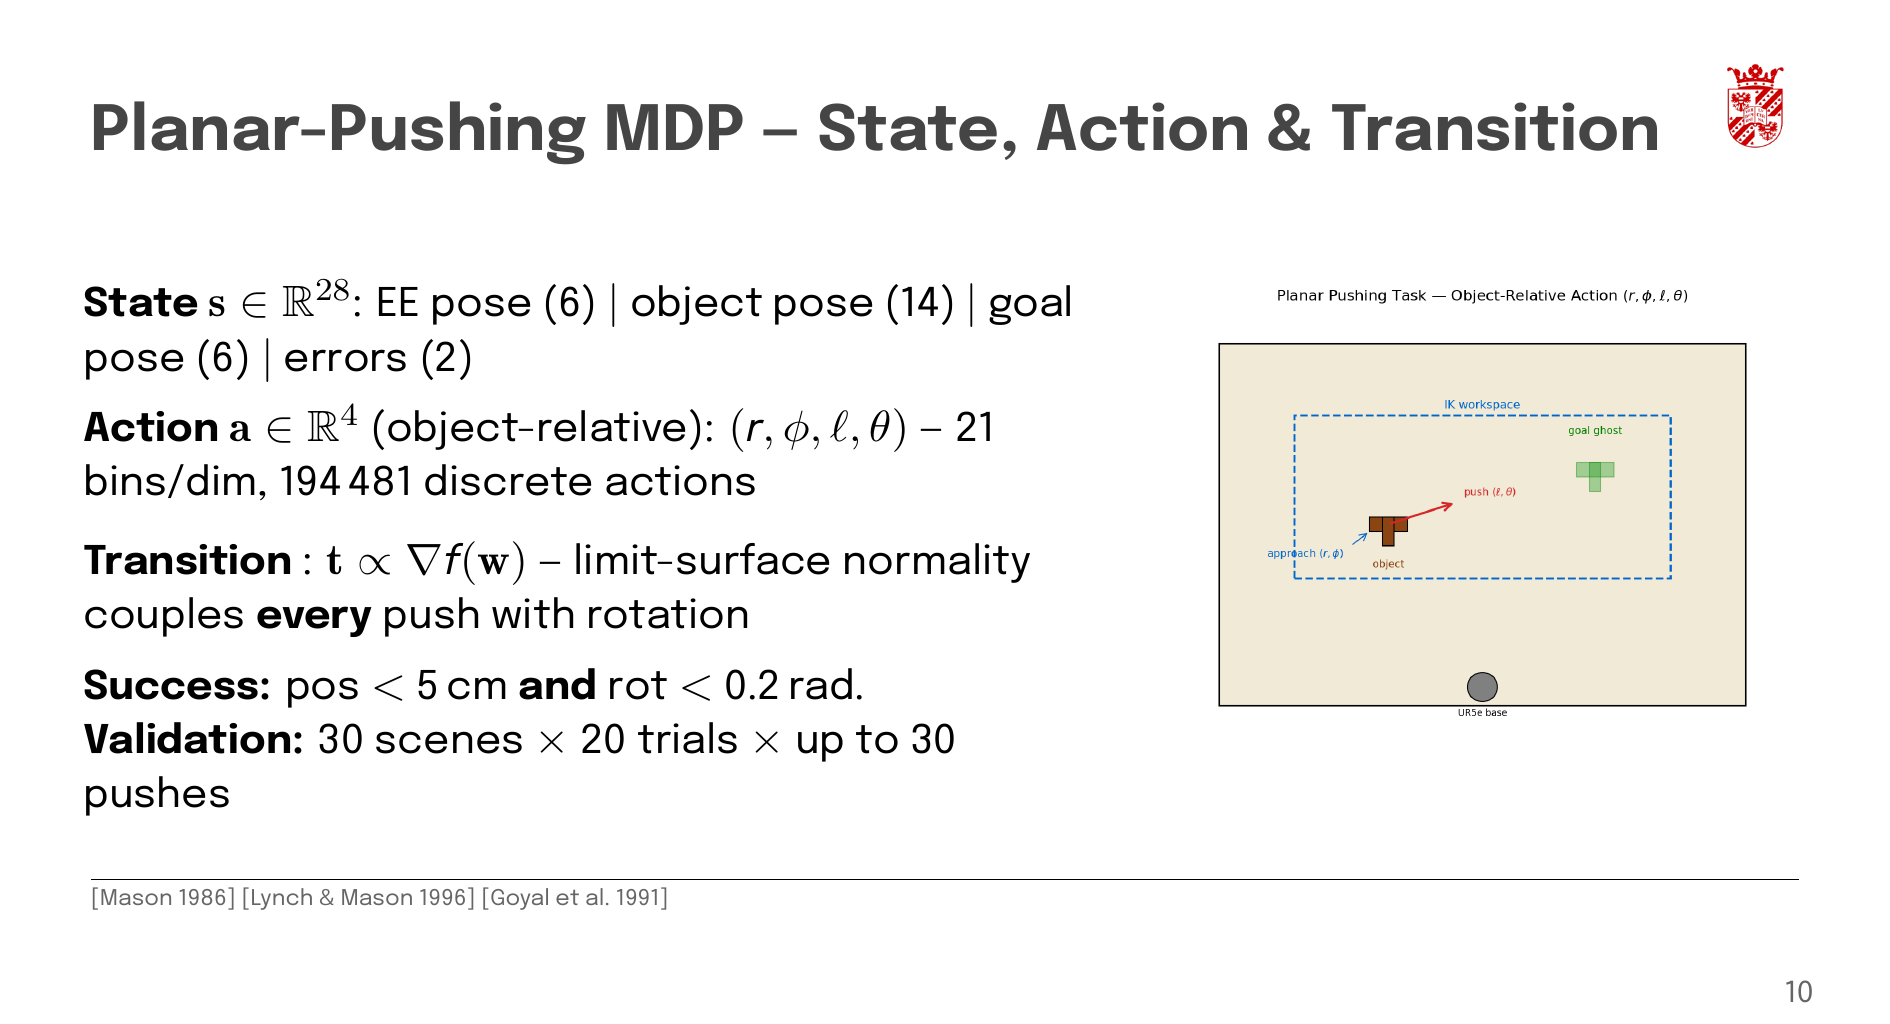 Planar-Pushing MDP – State, Action & Transition
State s ∈ ℝ²⁸: EE pose (6) | object pose (14) | goal
pose (6) | errors (2)
Action a ∈ ℝ⁴ (object-relative): (r, ϕ, ℓ, θ) – 21
bins/dim, 194 481 discrete actions
Transition : t ∝ ∇f(w) – limit-surface normality
couples every push with rotation
Success: pos < 5 cm and rot < 0.2 rad.
Validation: 30 scenes × 20 trials × up to 30
pushes
Planar Pushing Task — Object-Relative Action (r, ϕ, ℓ, θ)
IK workspace
goal ghost
push (ℓ, θ)
approach (r, ϕ)
object
UR5e base
[Mason 1986] [Lynch & Mason 1996] [Goyal et al. 1991]
10